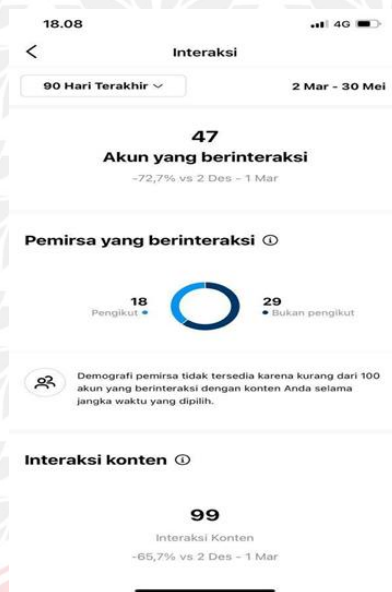 18.08
4G
Interaksi
90 Hari Terakhir
2 Mar - 30 Mei
47
Akun yang berinteraksi
-72,7% vs 2 Des - 1 Mar
Pemirsa yang berinteraksi
18
Pengikut
29
Bukan pengikut
Demografi pemirsa tidak tersedia karena kurang dari 100
akun yang berinteraksi dengan konten Anda selama
jangka waktu yang dipilih.
Interaksi konten
99
Interaksi Konten
-65,7% vs 2 Des - 1 Mar